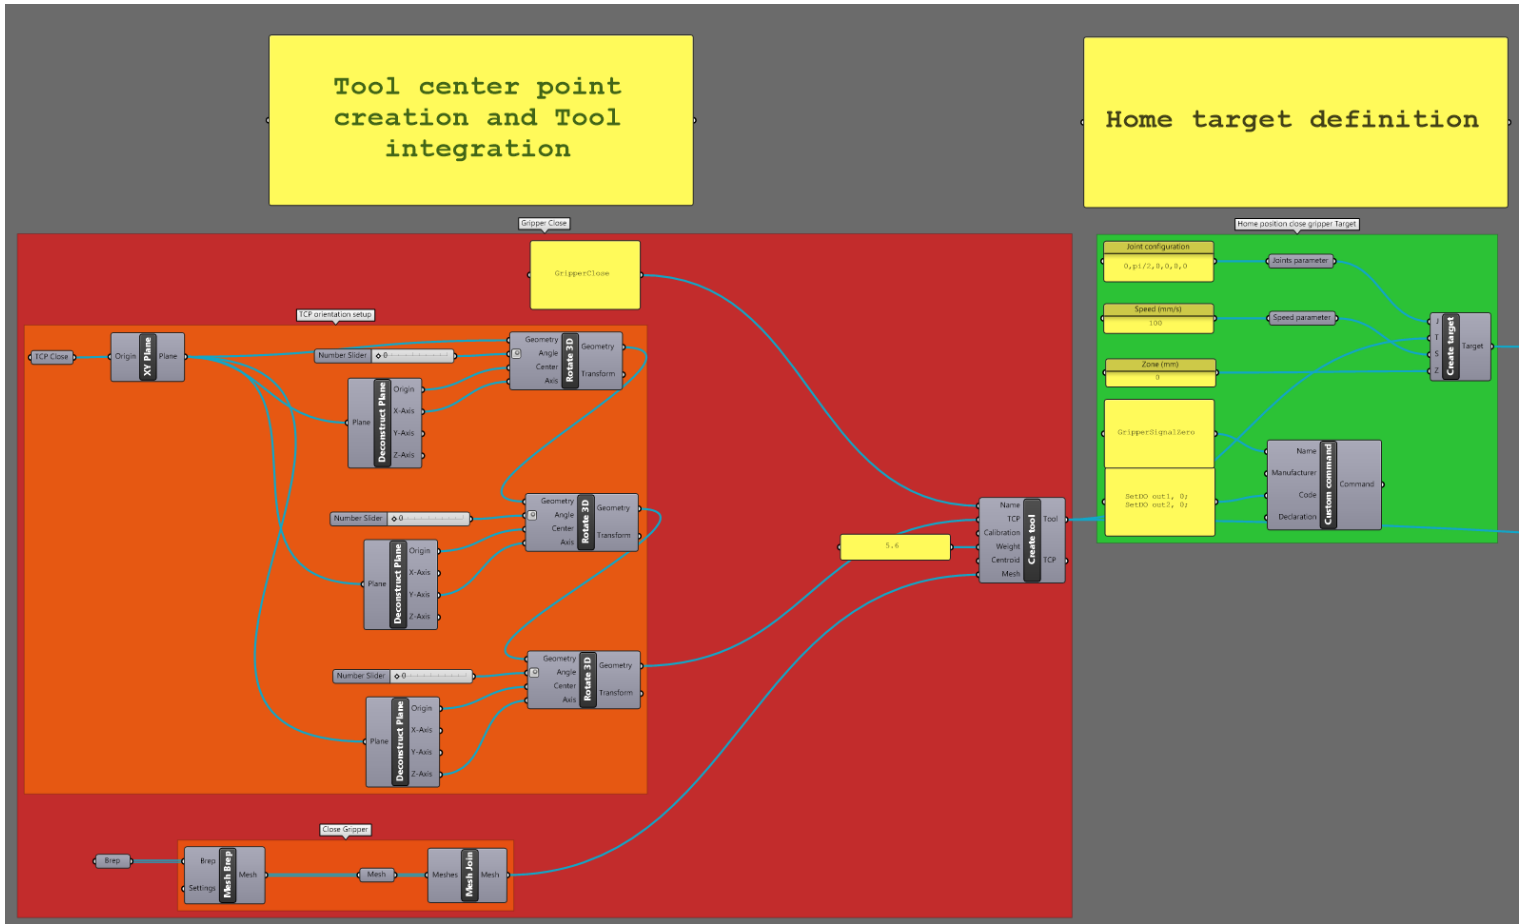 Tool center point
creation and Tool
integration
Home target definition
Gripper Close
GripperClose
TCP orientation setup
TCP Close
Origin
XY Plane
Plane
Number Slider
0
Geometry
Angle
Center
Axis
Rotate 3D
Geometry
Transform
Plane
Deconstruct Plane
Origin
X-Axis
Y-Axis
Z-Axis
Number Slider
0
Geometry
Angle
Center
Axis
Rotate 3D
Geometry
Transform
Plane
Deconstruct Plane
Origin
X-Axis
Y-Axis
Z-Axis
Number Slider
0
Geometry
Angle
Center
Axis
Rotate 3D
Geometry
Transform
Plane
Deconstruct Plane
Origin
X-Axis
Y-Axis
Z-Axis
Close Gripper
Brep
Brep
Settings
Mesh Brep
Mesh
Mesh
Meshes
Mesh Join
Mesh
5.6
Name
TCP
Calibration
Weight
Centroid
Mesh
Create tool
Tool
TCP
Home position close gripper Target
Joint configuration
0,pi/2,0,0,0,0
Joints parameter
Speed (mm/s)
100
Speed parameter
Zone (mm)
0
J
T
S
Z
Create target
Target
GripperSignalZero
SetDO out1, 0;
SetDO out2, 0;
Name
Manufacturer
Code
Declaration
Custom command
Command